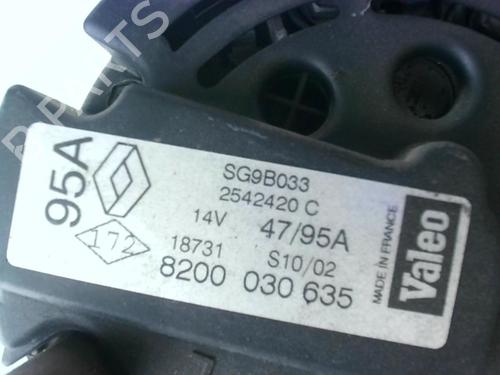 95A
SG9B033
2542420 C
14V 47/95A
172
18731 S10/02
8200 030 635
Valeo
MADE IN FRANCE
PARTS